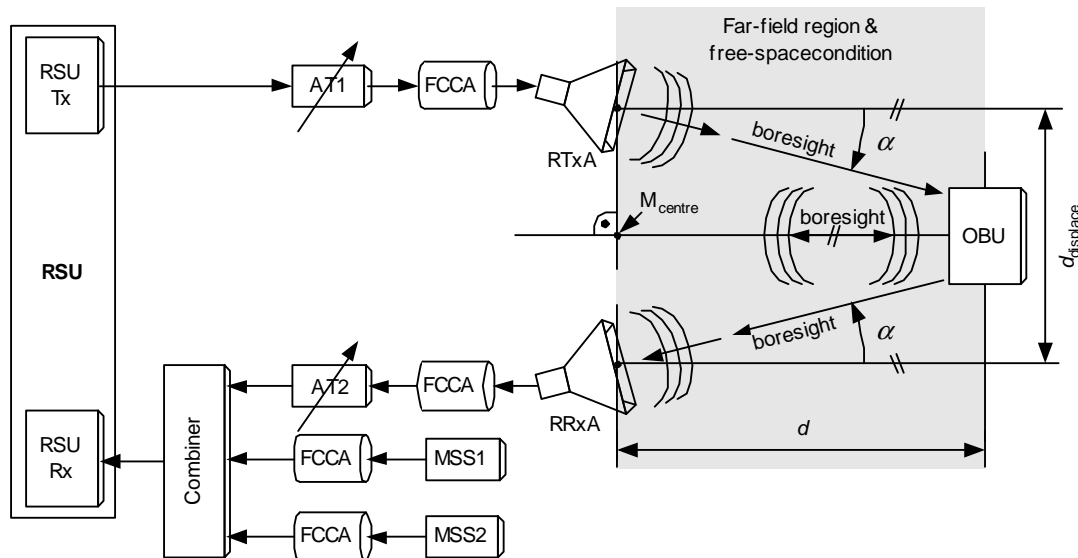 Far-field region &
free-spacecondition
RSU
Tx
AT1
FCCA
RTxA
boresight
α
M centre
boresight
OBU
d displace
RSU
boresight
α
AT2
FCCA
RRxA
d
RSU
Rx
Combiner
FCCA
MSS1
FCCA
MSS2